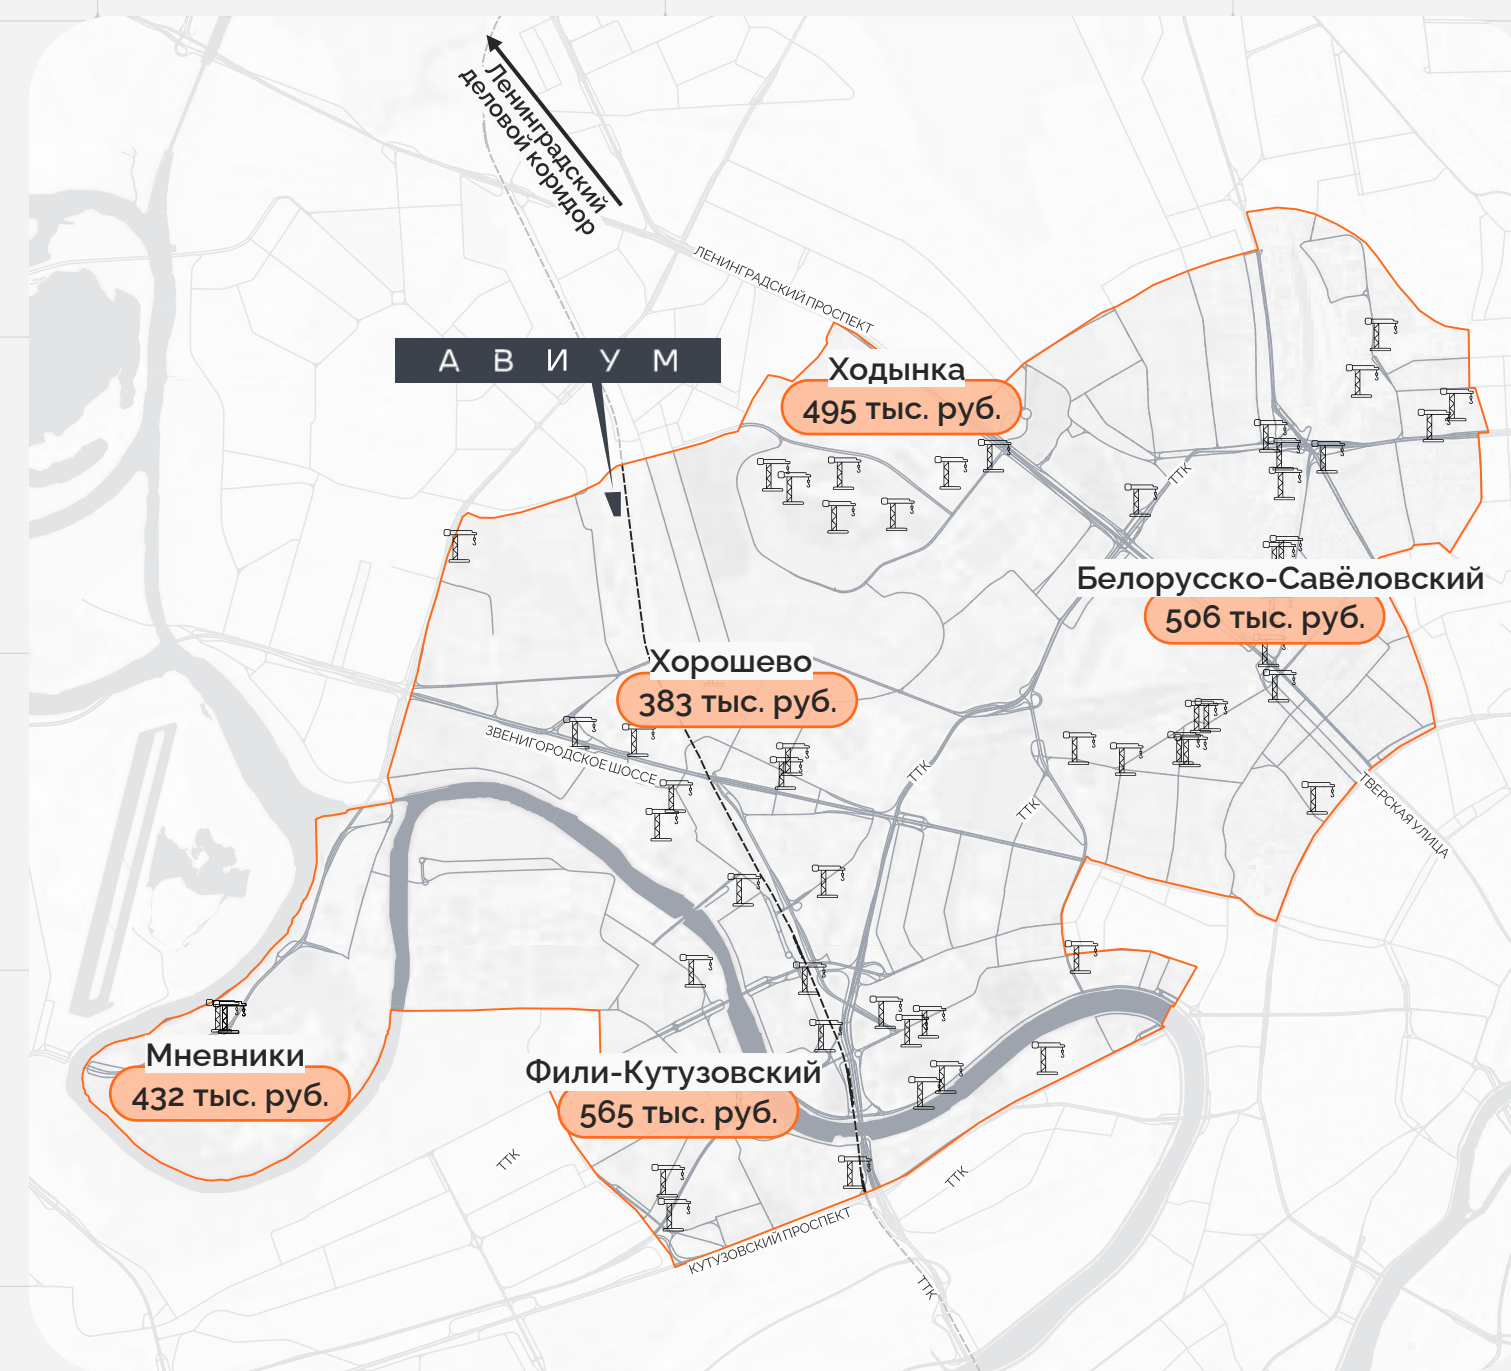 Ленинградский
деловой коридор
ЛЕНИНГРАДСКИЙ ПРОСПЕКТ
АВИУМ
Ходынка
495 тыс. руб.
ТТК
Белорусско-Савёловский
506 тыс. руб.
Хорошево
383 тыс. руб.
ЗВЕНИГОРОДСКОЕ ШОССЕ
ТТК
ТТК
ТВЕРСКАЯ УЛИЦА
Мневники
432 тыс. руб.
Фили-Кутузовский
565 тыс. руб.
ТТК
ТТК
КУТУЗОВСКИЙ ПРОСПЕКТ
ТТК